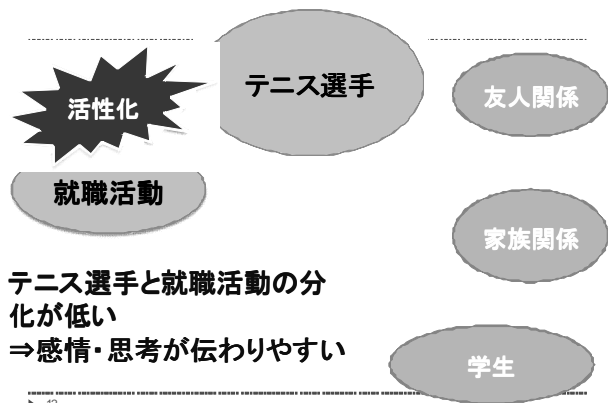 テニス選手
活性化
友人関係
就職活動
家族関係
テニス選手と就職活動の分
化が低い
⇒感情・思考が伝わりやすい
学生